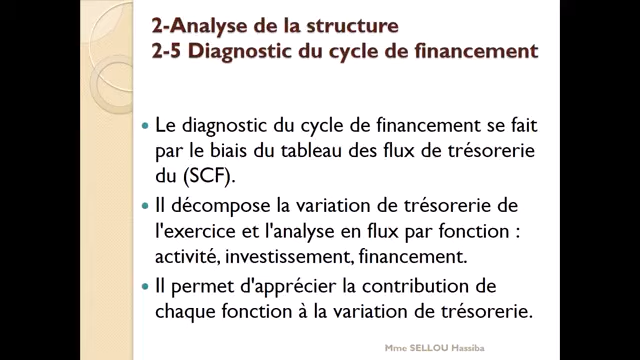 2-Analyse de la structure
2-5 Diagnostic du cycle de financement
• Le diagnostic du cycle de financement se fait
par le biais du tableau des flux de trésorerie
du (SCF).
• Il décompose la variation de trésorerie de
l'exercice et l'analyse en flux par fonction :
activité, investissement, financement.
• Il permet d'apprécier la contribution de
chaque fonction à la variation de trésorerie.
Mme SELLOU Hassiba